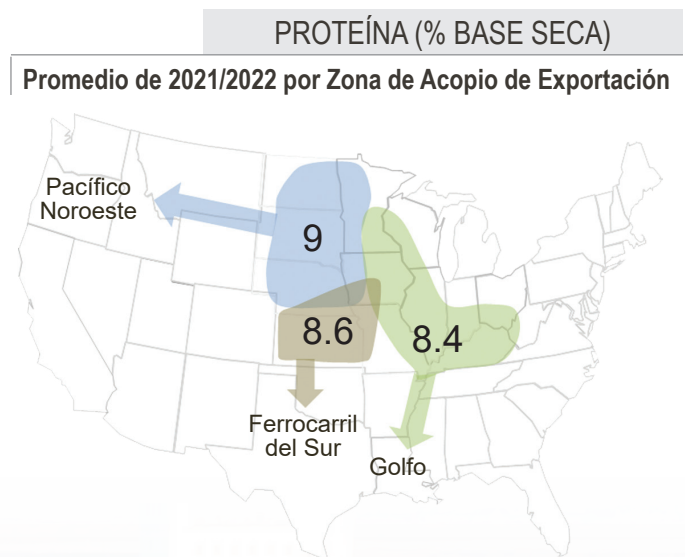 PROTEÍNA (% BASE SECA)
Promedio de 2021/2022 por Zona de Acopio de Exportación
Pacífico
Noroeste
9
8.6
8.4
Ferrocarril
del Sur
Golfo